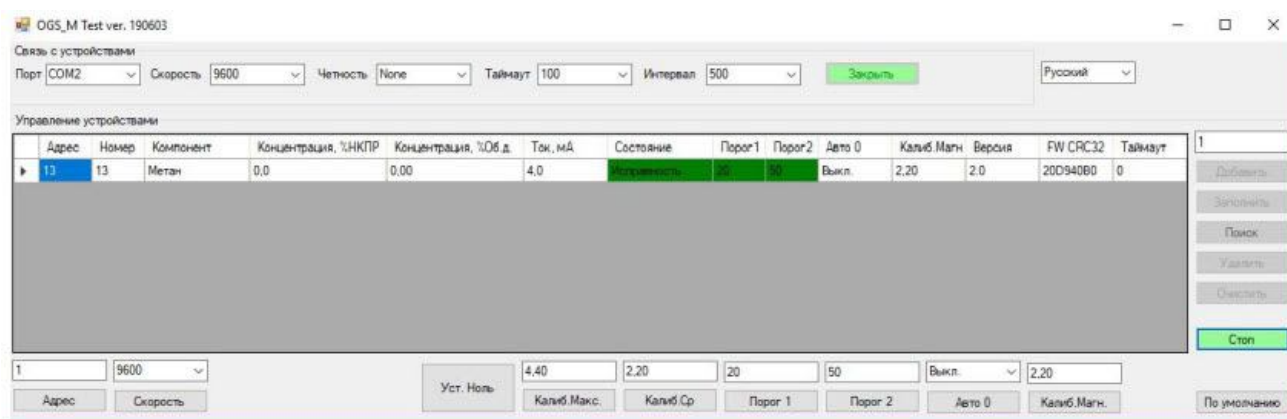 OGS_M Test ver. 190603
Связь с устройствами
Порт COM2 Скорость 9600 Четность None Таймаут 100 Интервал 500 Закрыть Русский
Управление устройствами
Адрес Номер Компонент Концентрация, %НКПР Концентрация, %Об.д. Ток, мА Состояние Порог1 Порог2 Авто 0 Калиб.Магн Версия FW CRC32 Таймаут
13 13 Метан 0,0 0,00 4,0 Исправность 20 50 Выкл. 2,20 2.0 20D940B0 0
1
Добавить
Заполнить
Поиск
Удалить
Очистить
Стоп
1 9600 4,40 2,20 20 50 Выкл. 2,20
Адрес Скорость Уст. Ноль Калиб.Макс. Калиб.Ср Порог 1 Порог 2 Авто 0 Калиб.Магн. По умолчанию